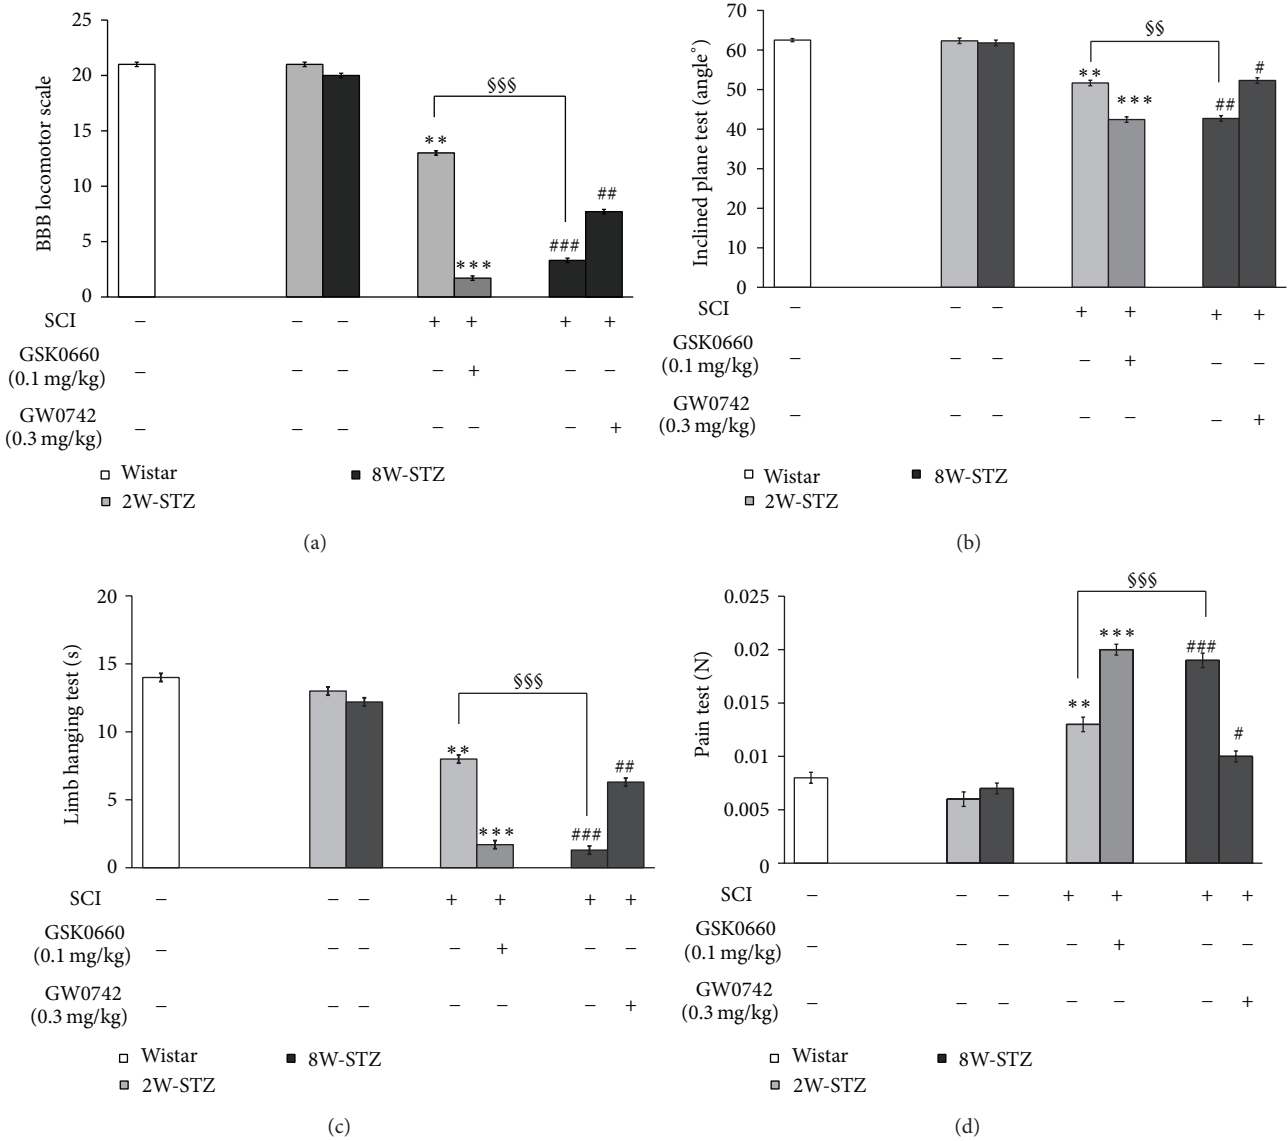 25
20
15
10
5
0
BBB locomotor scale
**
***
§§§
###
##
SCI − − − + + + +
GSK0660
(0.1 mg/kg) − − − − + − −
GW0742
(0.3 mg/kg) − − − − − − +
Wistar
2W-STZ
8W-STZ
(a)
70
60
50
40
30
20
10
0
Inclined plane test (angle°)
**
***
§§
##
#
SCI − − − + + + +
GSK0660
(0.1 mg/kg) − − − − + − −
GW0742
(0.3 mg/kg) − − − − − − +
Wistar
2W-STZ
8W-STZ
(b)
20
15
10
5
0
Limb hanging test (s)
**
***
§§§
###
##
SCI − − − + + + +
GSK0660
(0.1 mg/kg) − − − − + − −
GW0742
(0.3 mg/kg) − − − − − − +
Wistar
2W-STZ
8W-STZ
(c)
0.025
0.02
0.015
0.01
0.005
0
Pain test (N)
**
***
§§§
###
#
SCI − − − + + + +
GSK0660
(0.1 mg/kg) − − − − + − −
GW0742
(0.3 mg/kg) − − − − − − +
Wistar
2W-STZ
8W-STZ
(d)